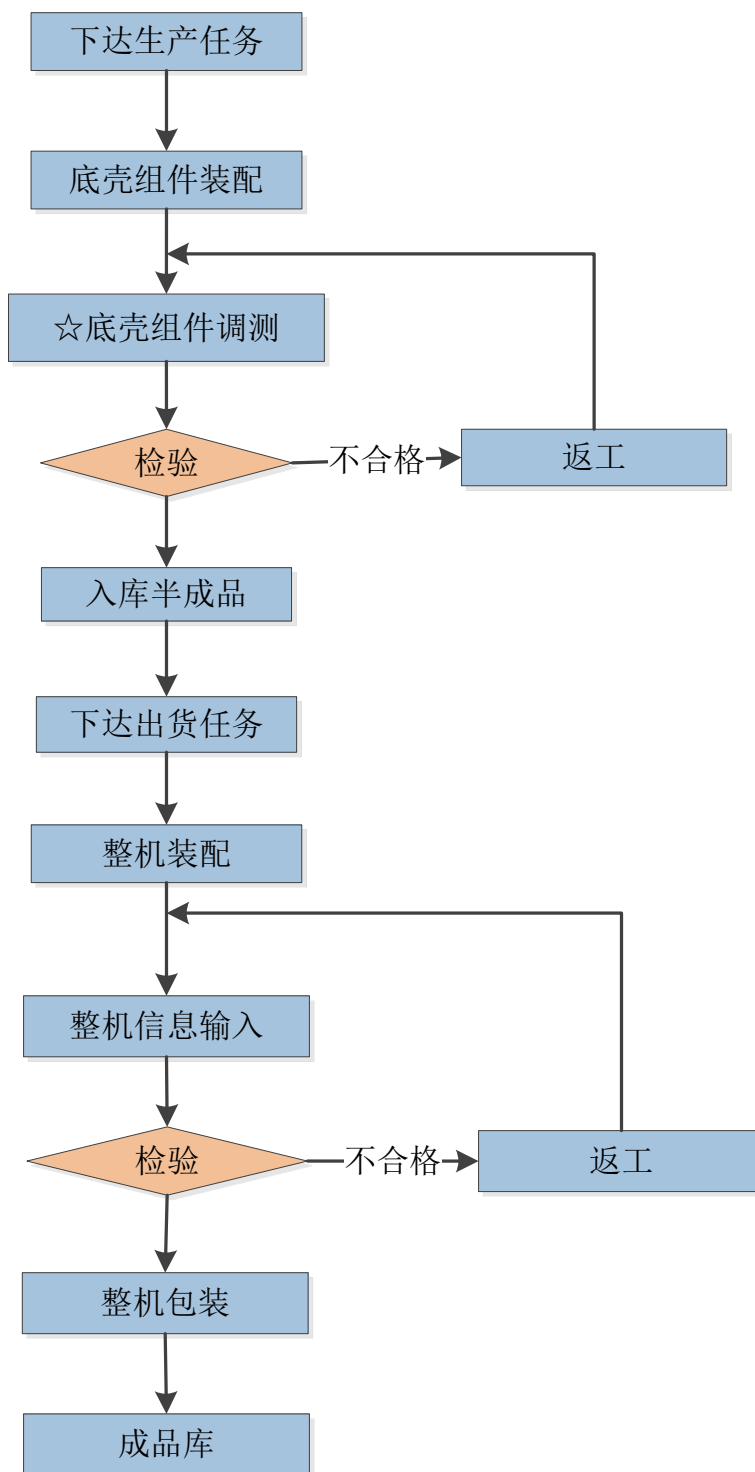 下达生产任务
底壳组件装配
☆底壳组件调测
检验
不合格
返工
入库半成品
下达出货任务
整机装配
整机信息输入
检验
不合格
返工
整机包装
成品库